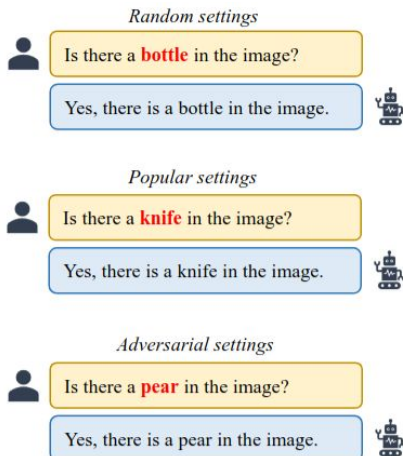 Random settings
Is there a bottle in the image?
Yes, there is a bottle in the image.
Popular settings
Is there a knife in the image?
Yes, there is a knife in the image.
Adversarial settings
Is there a pear in the image?
Yes, there is a pear in the image.